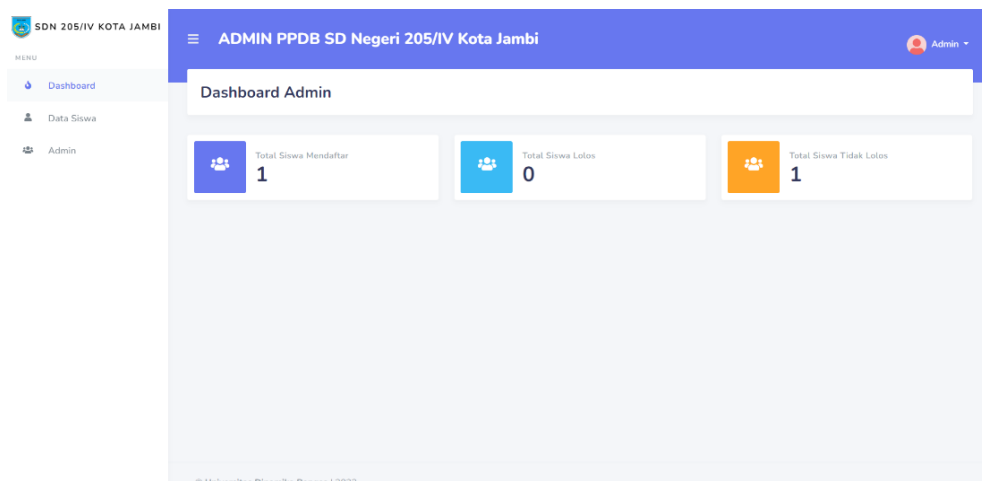 SDN 205/IV KOTA JAMBI
MENU
Dashboard
Data Siswa
Admin
ADMIN PPDB SD Negeri 205/IV Kota Jambi
Admin
Dashboard Admin
Total Siswa Mendaftar
1
Total Siswa Lolos
0
Total Siswa Tidak Lolos
1